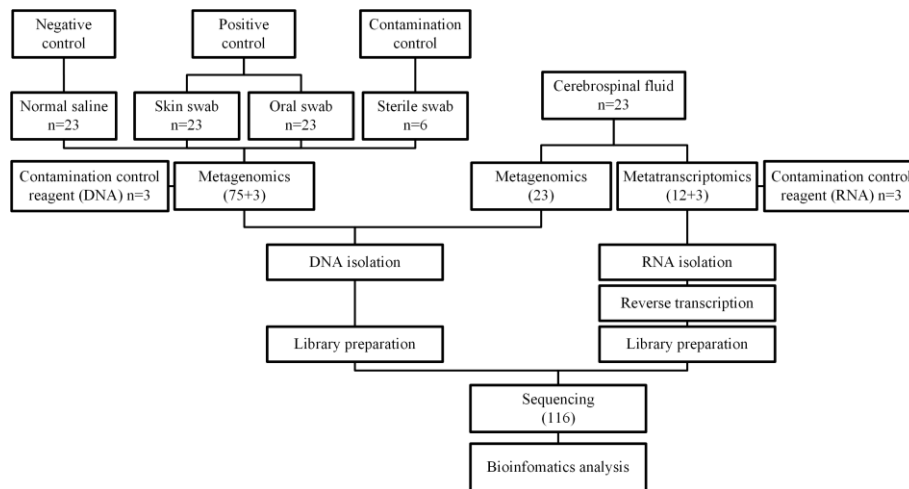 Negative
control
Positive
control
Contamination
control
Cerebrospinal fluid
n=23
Normal saline
n=23
Skin swab
n=23
Oral swab
n=23
Sterile swab
n=6
Contamination control
reagent (DNA) n=3
Metagenomics
(75+3)
Metagenomics
(23)
Metatranscriptomics
(12+3)
Contamination control
reagent (RNA) n=3
DNA isolation
RNA isolation
Reverse transcription
Library preparation
Library preparation
Sequencing
(116)
Bioinfomatics analysis